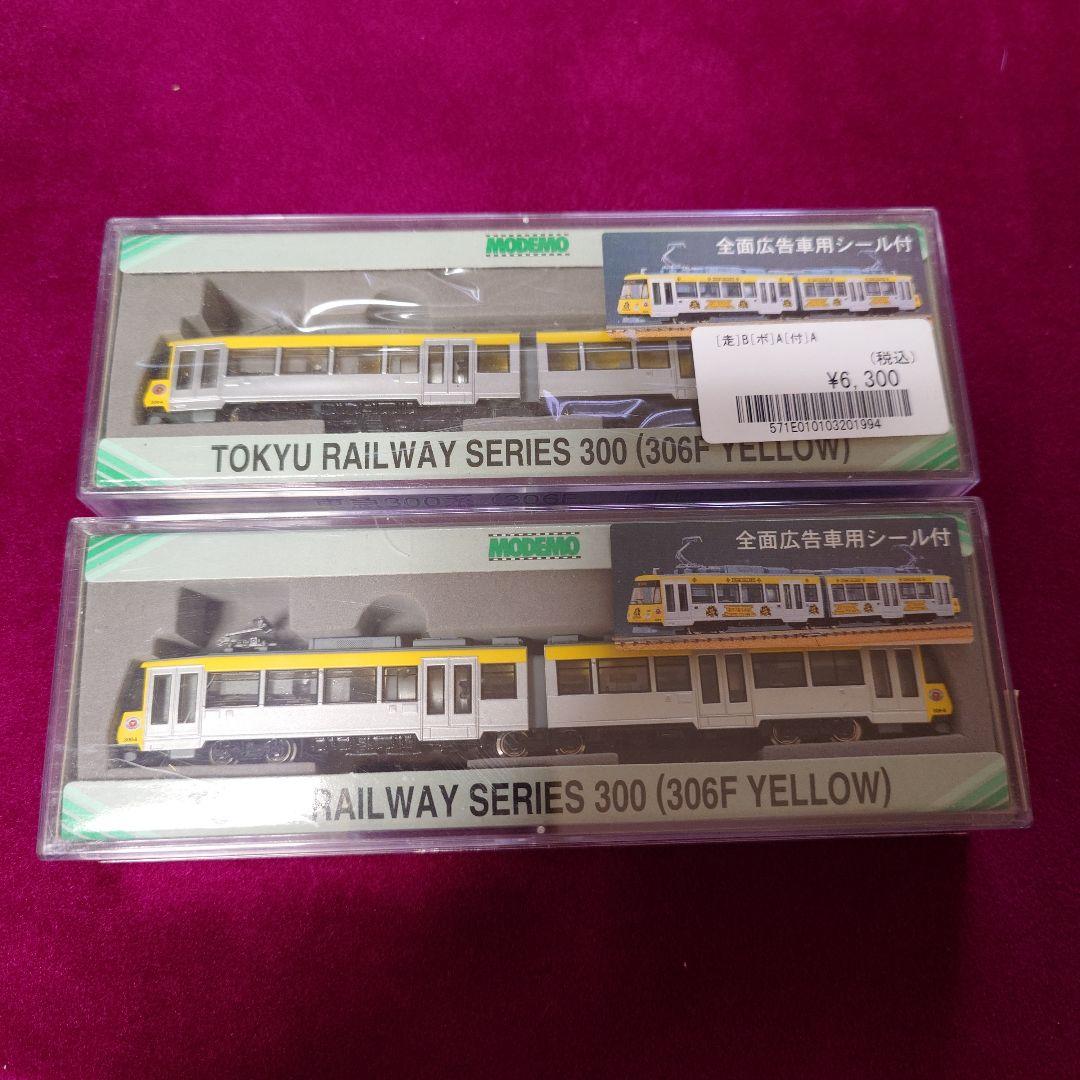 MODEMO
全面広告車用シール付
[走]B[ボ]A[付]A
(税込)
¥6,300
571E010103201994
TOKYU RAILWAY SERIES 300 (306F YELLOW)
MODEMO
全面広告車用シール付
RAILWAY SERIES 300 (306F YELLOW)